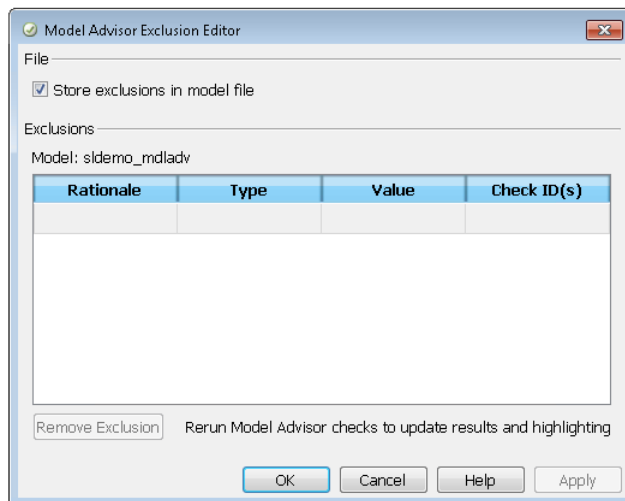 Model Advisor Exclusion Editor
File
Store exclusions in model file
Exclusions
Model: sldemo_mdladv
Rationale Type Value Check ID(s)
Remove Exclusion Rerun Model Advisor checks to update results and highlighting
OK Cancel Help Apply